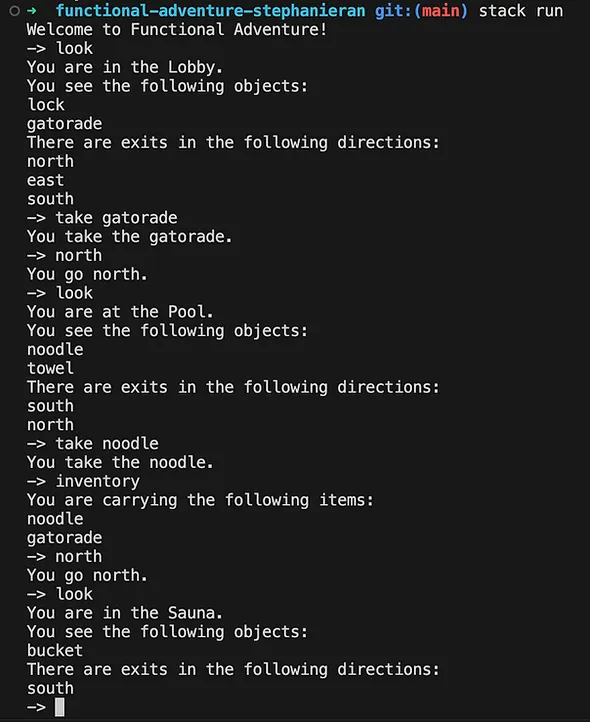 → functional-adventure-stephanieran git:(main) stack run
Welcome to Functional Adventure!
-> look
You are in the Lobby.
You see the following objects:
lock
gatorade
There are exits in the following directions:
north
east
south
-> take gatorade
You take the gatorade.
-> north
You go north.
-> look
You are at the Pool.
You see the following objects:
noodle
towel
There are exits in the following directions:
south
north
-> take noodle
You take the noodle.
-> inventory
You are carrying the following items:
noodle
gatorade
-> north
You go north.
-> look
You are in the Sauna.
You see the following objects:
bucket
There are exits in the following directions:
south
->